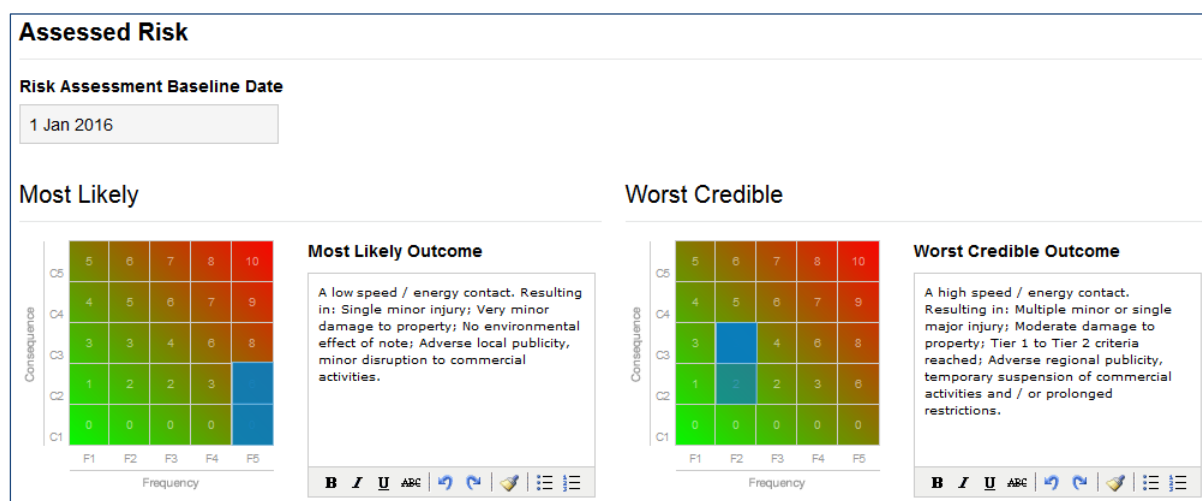 Assessed Risk
Risk Assessment Baseline Date
1 Jan 2016
Most Likely
Consequence
C5 5 6 7 8 10
C4 4 5 6 7 9
C3 3 3 4 6 8
C2 1 2 2 3
C1 0 0 0 0
F1 F2 F3 F4 F5
Frequency
Most Likely Outcome
A low speed / energy contact. Resulting
in: Single minor injury; Very minor
damage to property; No environmental
effect of note; Adverse local publicity,
minor disruption to commercial
activities.
B I U ABC
Worst Credible
Consequence
C5 5 6 7 8 10
C4 4 5 6 7 9
C3 3 4 6 8
C2 1 2 2 3 6
C1 0 0 0 0 0
F1 F2 F3 F4 F5
Frequency
Worst Credible Outcome
A high speed / energy contact.
Resulting in: Multiple minor or single
major injury; Moderate damage to
property; Tier 1 to Tier 2 criteria
reached; Adverse regional publicity,
temporary suspension of commercial
activities and / or prolonged
restrictions.
B I U ABC